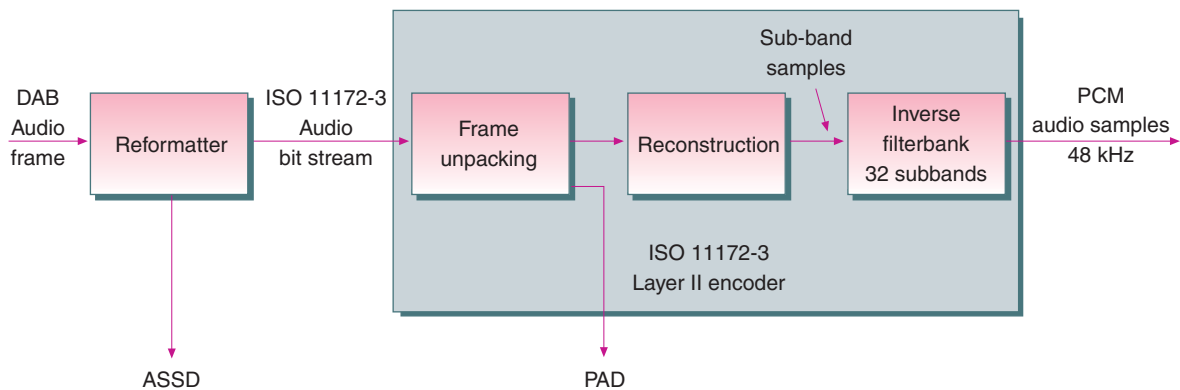 DAB
Audio
frame
Reformatter
ISO 11172-3
Audio
bit stream
Frame
unpacking
Reconstruction
Sub-band
samples
Inverse
filterbank
32 subbands
PCM
audio samples
48 kHz
ISO 11172-3
Layer II encoder
ASSD
PAD